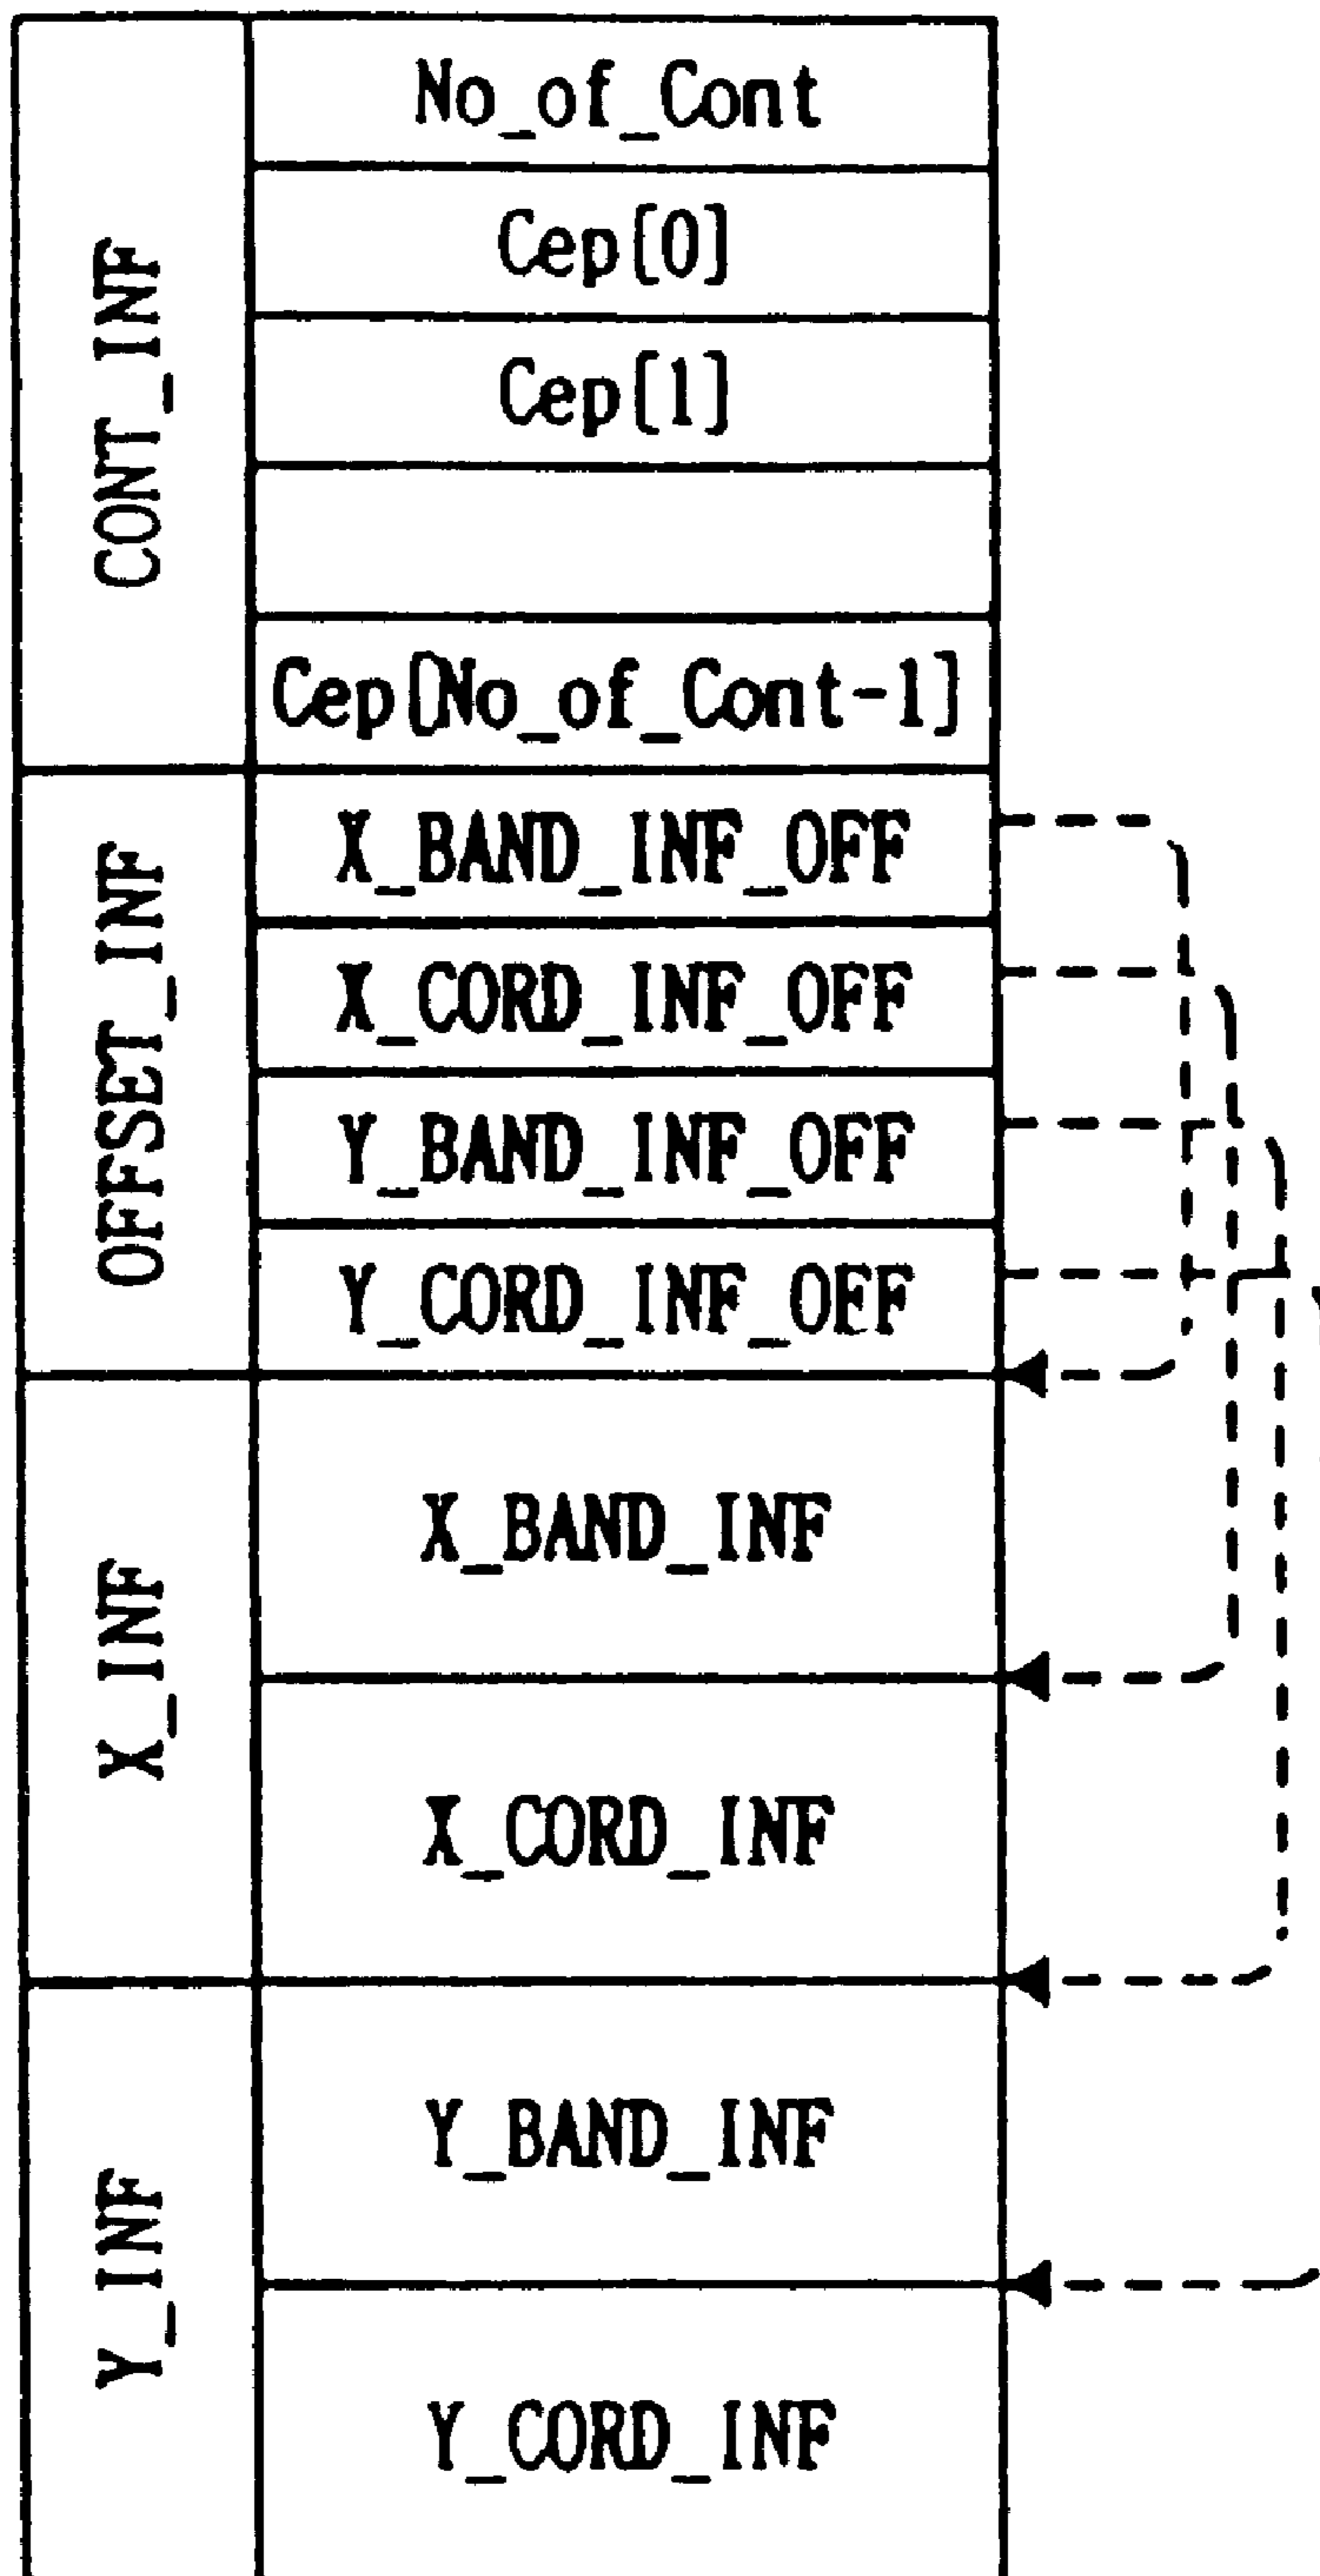 CONT_INF
No_of_Cont
Cep[0]
Cep[1]
Cep[No_of_Cont-1]
OFFSET_INF
X_BAND_INF_OFF
X_CORD_INF_OFF
Y_BAND_INF_OFF
Y_CORD_INF_OFF
X_INF
X_BAND_INF
X_CORD_INF
Y_INF
Y_BAND_INF
Y_CORD_INF